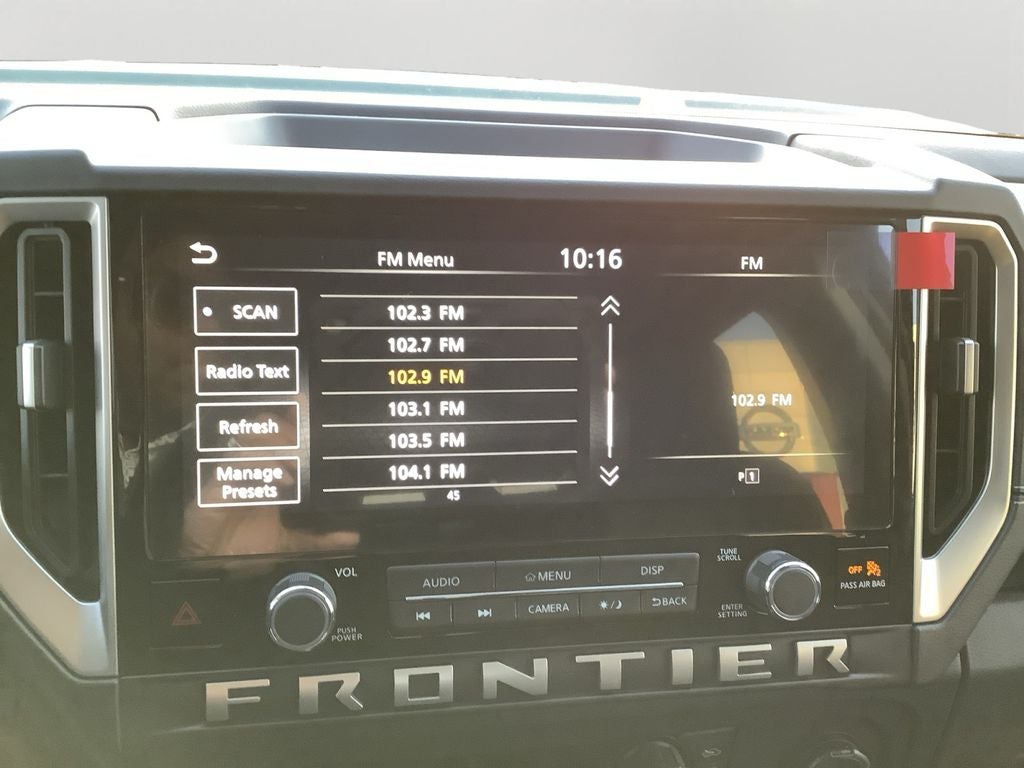 FM Menu
10:16
FM
SCAN
Radio Text
Refresh
Manage
Presets
102.3 FM
102.7 FM
102.9 FM
103.1 FM
103.5 FM
104.1 FM
45
102.9 FM
P 1
VOL
PUSH
POWER
AUDIO
MENU
DISP
CAMERA
BACK
TUNE
SCROLL
ENTER
SETTING
OFF
PASS AIR BAG
FRONTIER